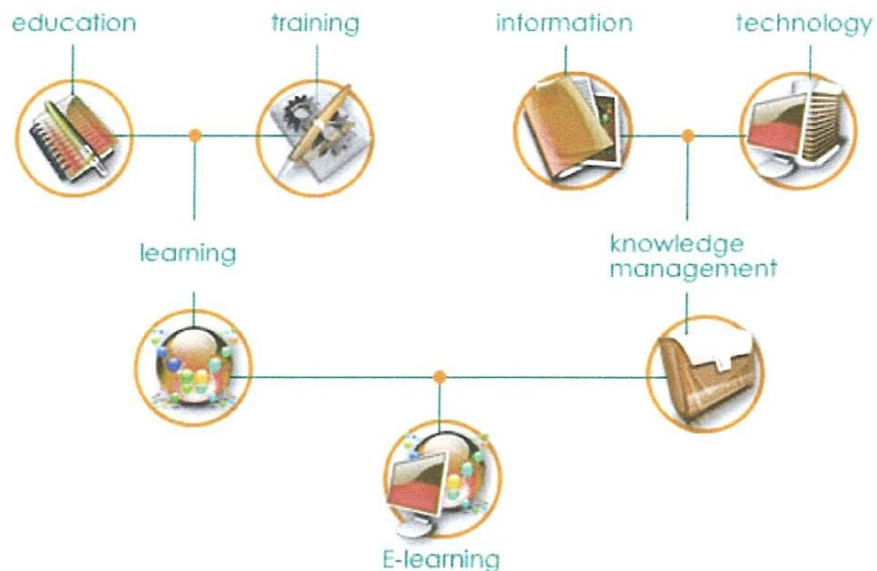 education
training
information
technology
learning
knowledge
management
E-learning